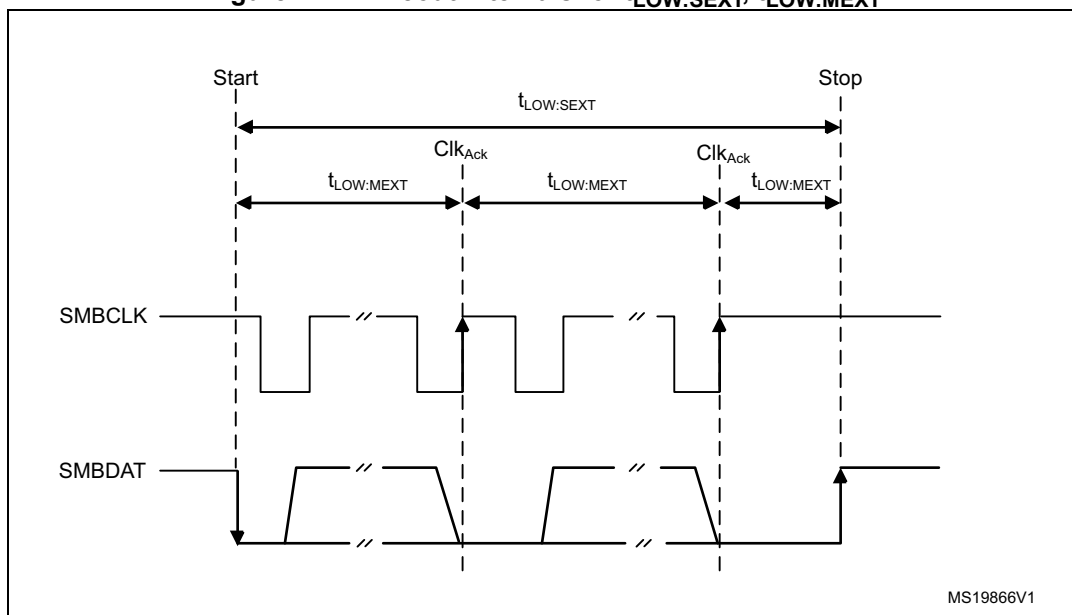 Start
Stop
tLOW:SEXT
ClkAck
ClkAck
tLOW:MEXT
tLOW:MEXT
tLOW:MEXT
SMBCLK
SMBDAT
MS19866V1